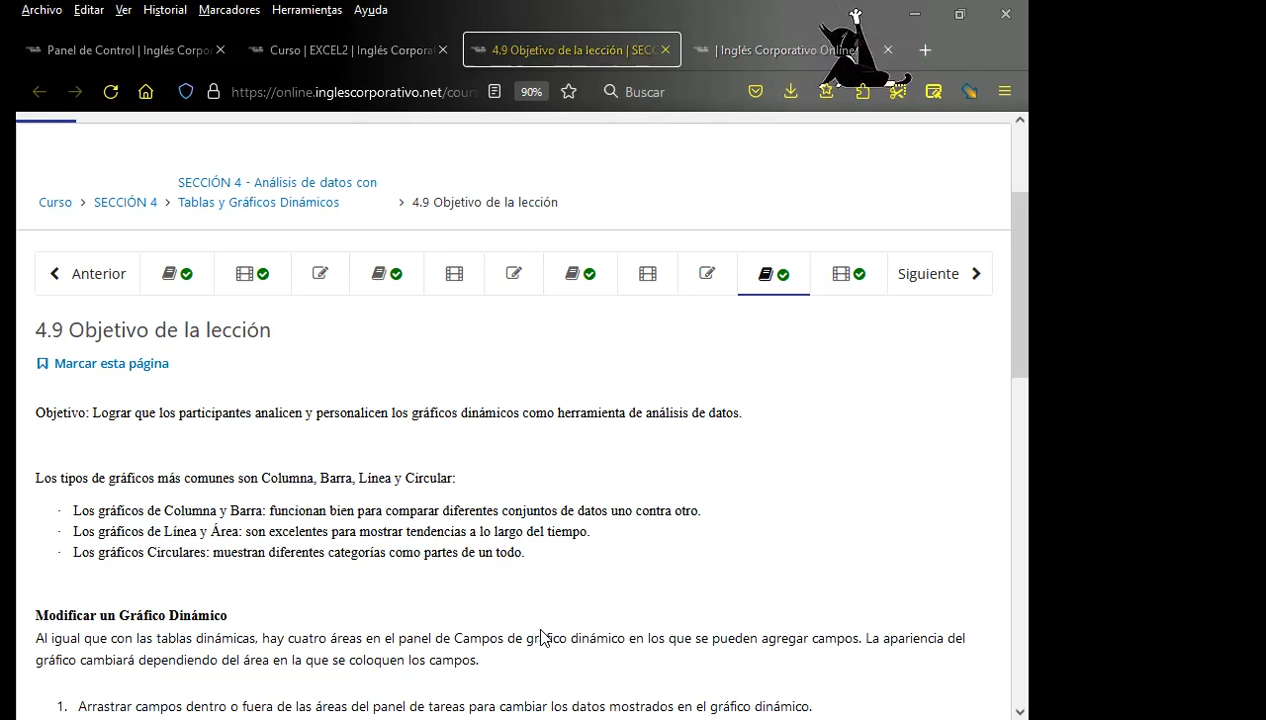 Archivo Editar Ver Historial Marcadores Herramientas Ayuda
Panel de Control | Inglés Corpo
Curso | EXCEL2 | Inglés Corpora
4.9 Objetivo de la lección | SECC
| Inglés Corporativo Online
https://online.inglescorporativo.net/cour
90%
Buscar
SECCIÓN 4 - Análisis de datos con
Curso > SECCIÓN 4 > Tablas y Gráficos Dinámicos > 4.9 Objetivo de la lección
Anterior
Siguiente
4.9 Objetivo de la lección
Marcar esta página
Objetivo: Lograr que los participantes analicen y personalicen los gráficos dinámicos como herramienta de análisis de datos.
Los tipos de gráficos más comunes son Columna, Barra, Línea y Circular:
· Los gráficos de Columna y Barra: funcionan bien para comparar diferentes conjuntos de datos uno contra otro.
· Los gráficos de Línea y Área: son excelentes para mostrar tendencias a lo largo del tiempo.
· Los gráficos Circulares: muestran diferentes categorías como partes de un todo.
Modificar un Gráfico Dinámico
Al igual que con las tablas dinámicas, hay cuatro áreas en el panel de Campos de gráfico dinámico en los que se pueden agregar campos. La apariencia del
gráfico cambiará dependiendo del área en la que se coloquen los campos.
1. Arrastrar campos dentro o fuera de las áreas del panel de tareas para cambiar los datos mostrados en el gráfico dinámico.